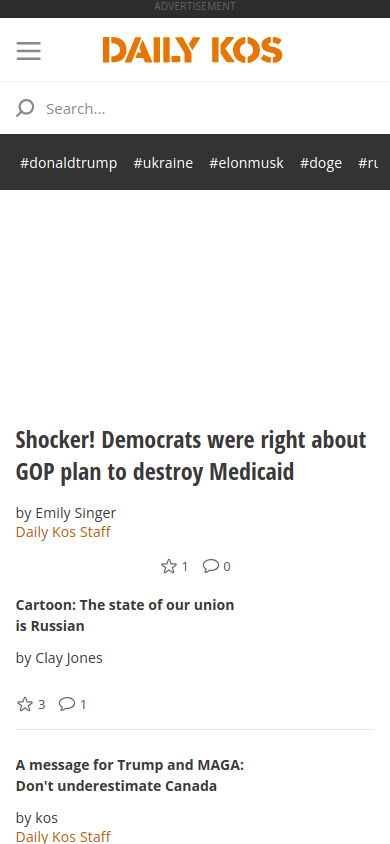 ADVERTISEMENT
DAILY KOS
Search...
#donaldtrump #ukraine #elonmusk #doge #ru
Shocker! Democrats were right about
GOP plan to destroy Medicaid
by Emily Singer
Daily Kos Staff
1 0
Cartoon: The state of our union
is Russian
by Clay Jones
3 1
A message for Trump and MAGA:
Don't underestimate Canada
by kos
Daily Kos Staff